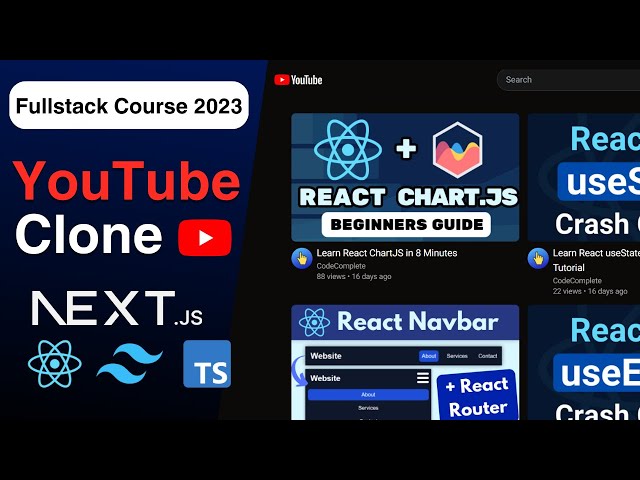 Fullstack Course 2023
YouTube
Clone
NEXT.JS
TS
YouTube
Search
+
REACT CHART.JS
BEGINNERS GUIDE
Learn React ChartJS in 8 Minutes
CodeComplete
88 views • 16 days ago
Reac
useS
Crash
Learn React useState
Tutorial
CodeComplete
22 views • 16 days ago
React Navbar
Website
About
Services
Contact
Website
About
Services
+ React
Router
Reac
useE
Crash